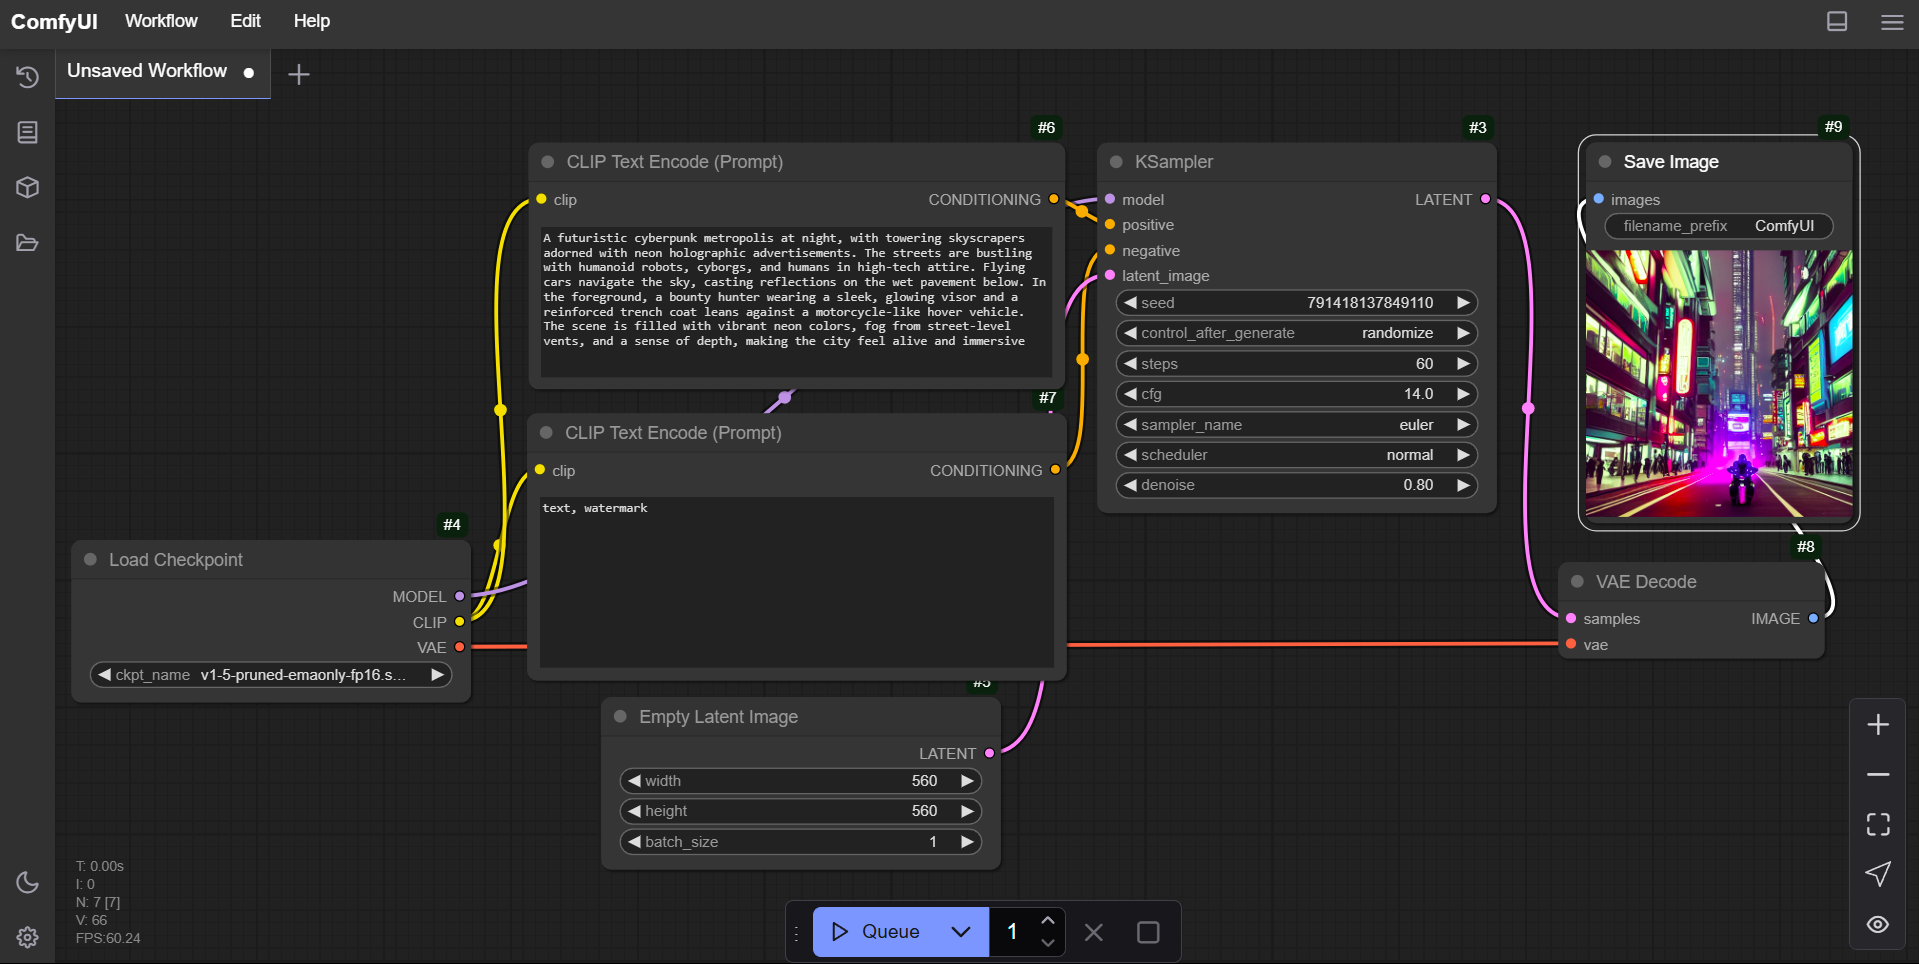 ComfyUI
Workflow
Edit
Help
Unsaved Workflow
#6
CLIP Text Encode (Prompt)
clip
CONDITIONING
A futuristic cyberpunk metropolis at night, with towering skyscrapers
adorned with neon holographic advertisements. The streets are bustling
with humanoid robots, cyborgs, and humans in high-tech attire. Flying
cars navigate the sky, casting reflections on the wet pavement below. In
the foreground, a bounty hunter wearing a sleek, glowing visor and a
reinforced trench coat leans against a motorcycle-like hover vehicle.
The scene is filled with vibrant neon colors, fog from street-level
vents, and a sense of depth, making the city feel alive and immersive
#7
CLIP Text Encode (Prompt)
clip
CONDITIONING
text, watermark
#4
Load Checkpoint
MODEL
CLIP
VAE
ckpt_name v1-5-pruned-emaonly-fp16.s...
#5
Empty Latent Image
LATENT
width 560
height 560
batch_size 1
#3
KSampler
model
LATENT
positive
negative
latent_image
seed 791418137849110
control_after_generate randomize
steps 60
cfg 14.0
sampler_name euler
scheduler normal
denoise 0.80
#9
Save Image
images
filename_prefix ComfyUI
#8
VAE Decode
samples
IMAGE
vae
T: 0.00s
I: 0
N: 7 [7]
V: 66
FPS:60.24
Queue
1